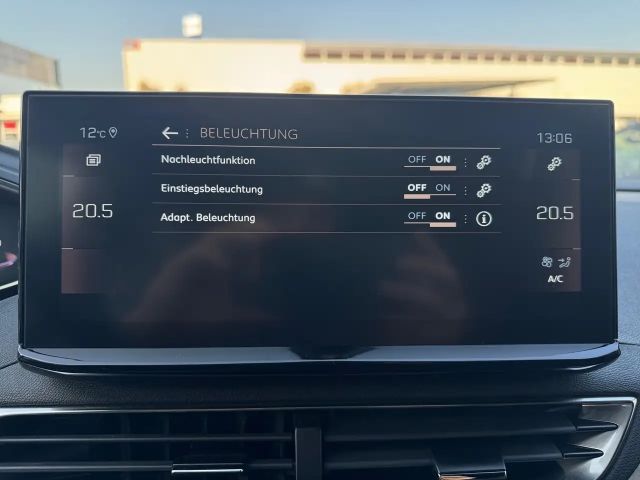 12°C
BELEUCHTUNG
13:06
Nachleuchtfunktion OFF ON
Einstiegsbeleuchtung OFF ON
Adapt. Beleuchtung OFF ON
20.5
20.5
A/C